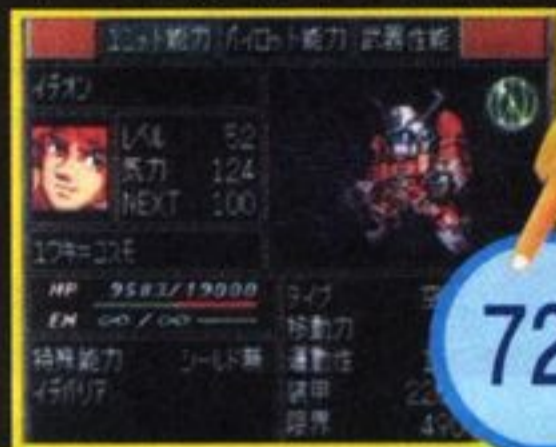 ユニット能力 パイロット能力 武器性能
イデオン
レベル 52
気力 124
NEXT 100
ユウキ=コスモ
HP 9583/19000
EN ∞/∞
タイプ
移動力
特殊能力 シールド無
運動性
イデバリア
装甲
限界
72